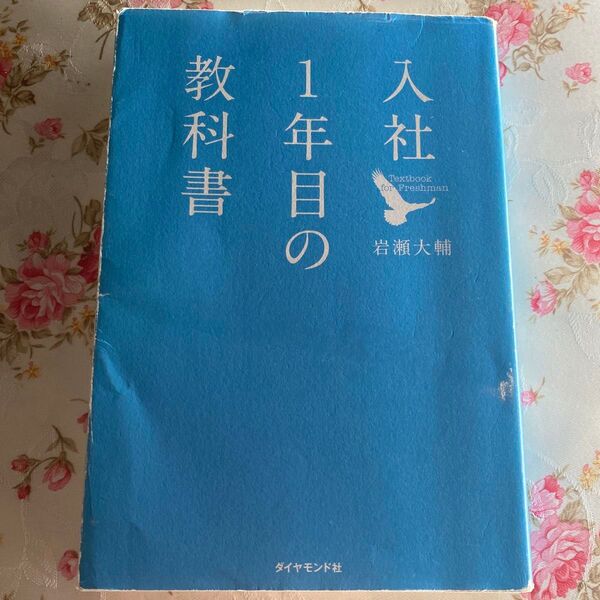 入社
1年目の
教科書
Textbook
for Freshman
岩瀬大輔
ダイヤモンド社